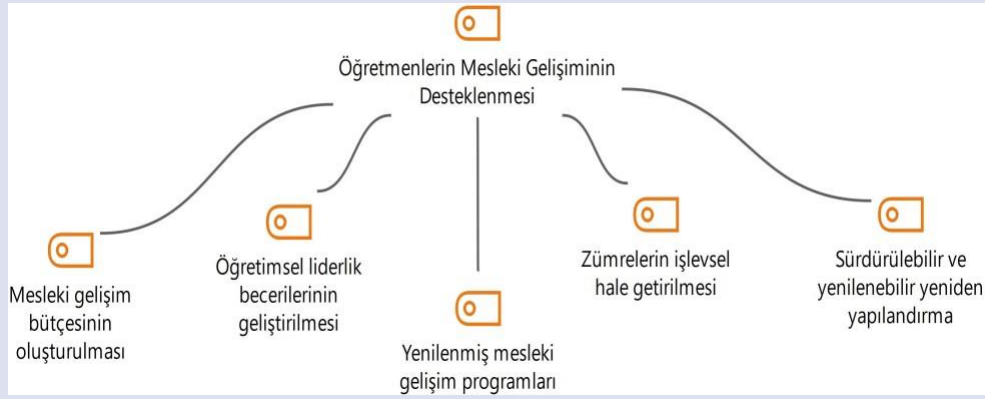 Öğretmenlerin Mesleki Gelişiminin
Desteklenmesi
Mesleki gelişim
bütçesinin
oluşturulması
Öğretimsel liderlik
becerilerinin
geliştirilmesi
Yenilenmiş mesleki
gelişim programları
Zümrelerin işlevsel
hale getirilmesi
Sürdürülebilir ve
yenilenebilir yeniden
yapılandırma